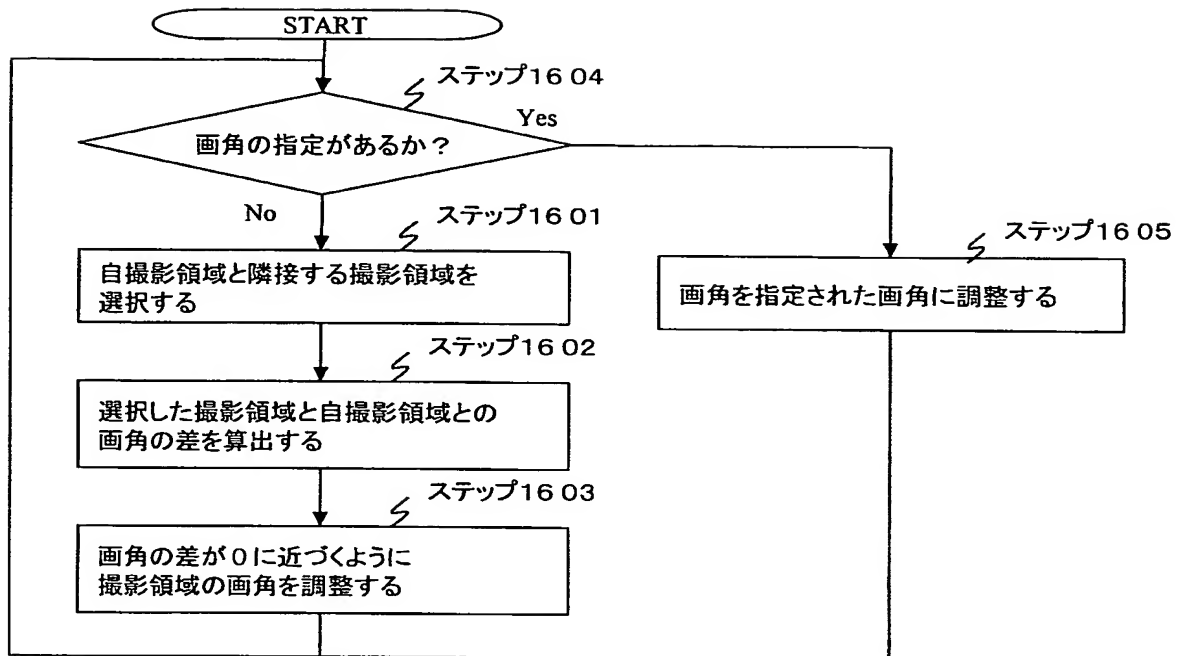 START
ステップ16 04
画角の指定があるか？
Yes
No
ステップ16 01
自撮影領域と隣接する撮影領域を
選択する
ステップ16 05
画角を指定された画角に調整する
ステップ16 02
選択した撮影領域と自撮影領域との
画角の差を算出する
ステップ16 03
画角の差が０に近づくように
撮影領域の画角を調整する